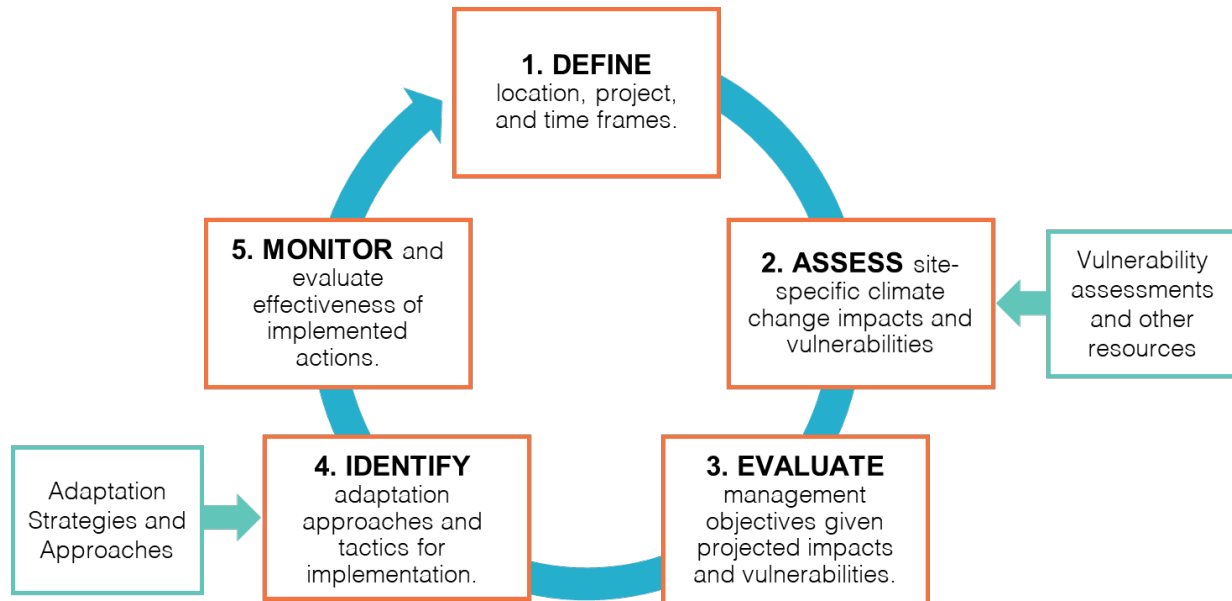 1. DEFINE
location, project,
and time frames.
5. MONITOR and
evaluate
effectiveness of
implemented
actions.
2. ASSESS site-
specific climate
change impacts and
vulnerabilities
Vulnerability
assessments
and other
resources
Adaptation
Strategies and
Approaches
4. IDENTIFY
adaptation
approaches and
tactics for
implementation.
3. EVALUATE
management
objectives given
projected impacts
and vulnerabilities.